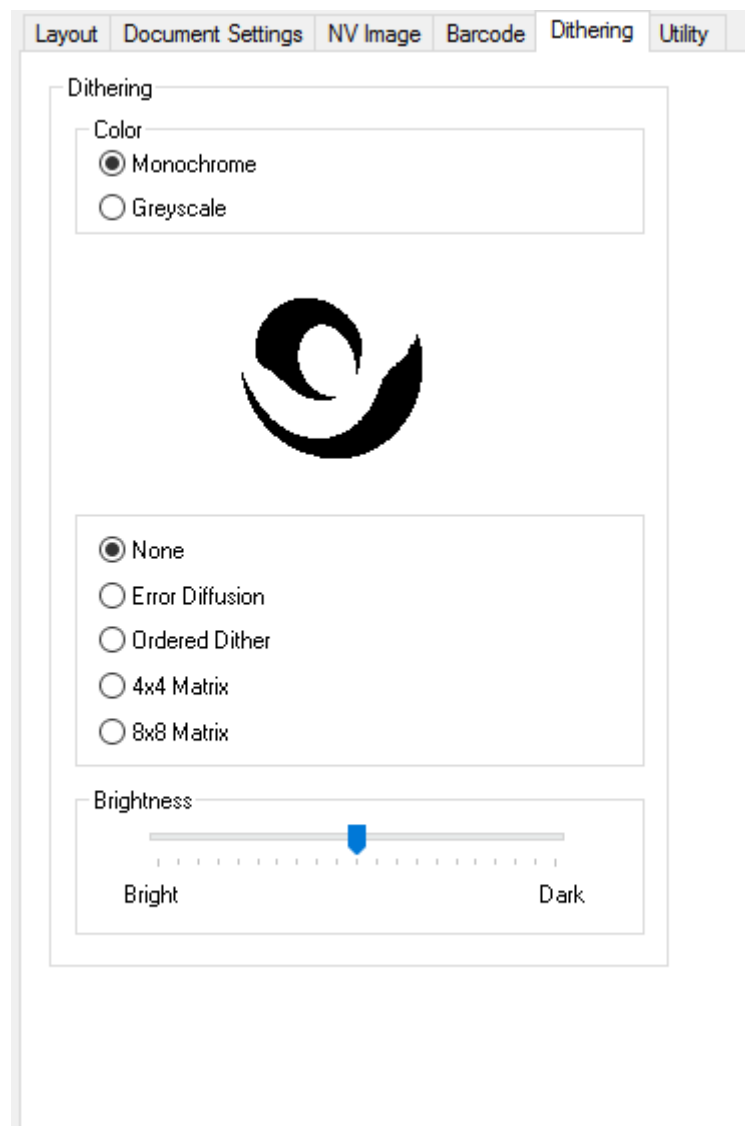 Layout Document Settings NV Image Barcode Dithering Utility
Dithering
Color
Monochrome
Greyscale
None
Error Diffusion
Ordered Dither
4x4 Matrix
8x8 Matrix
Brightness
Bright Dark